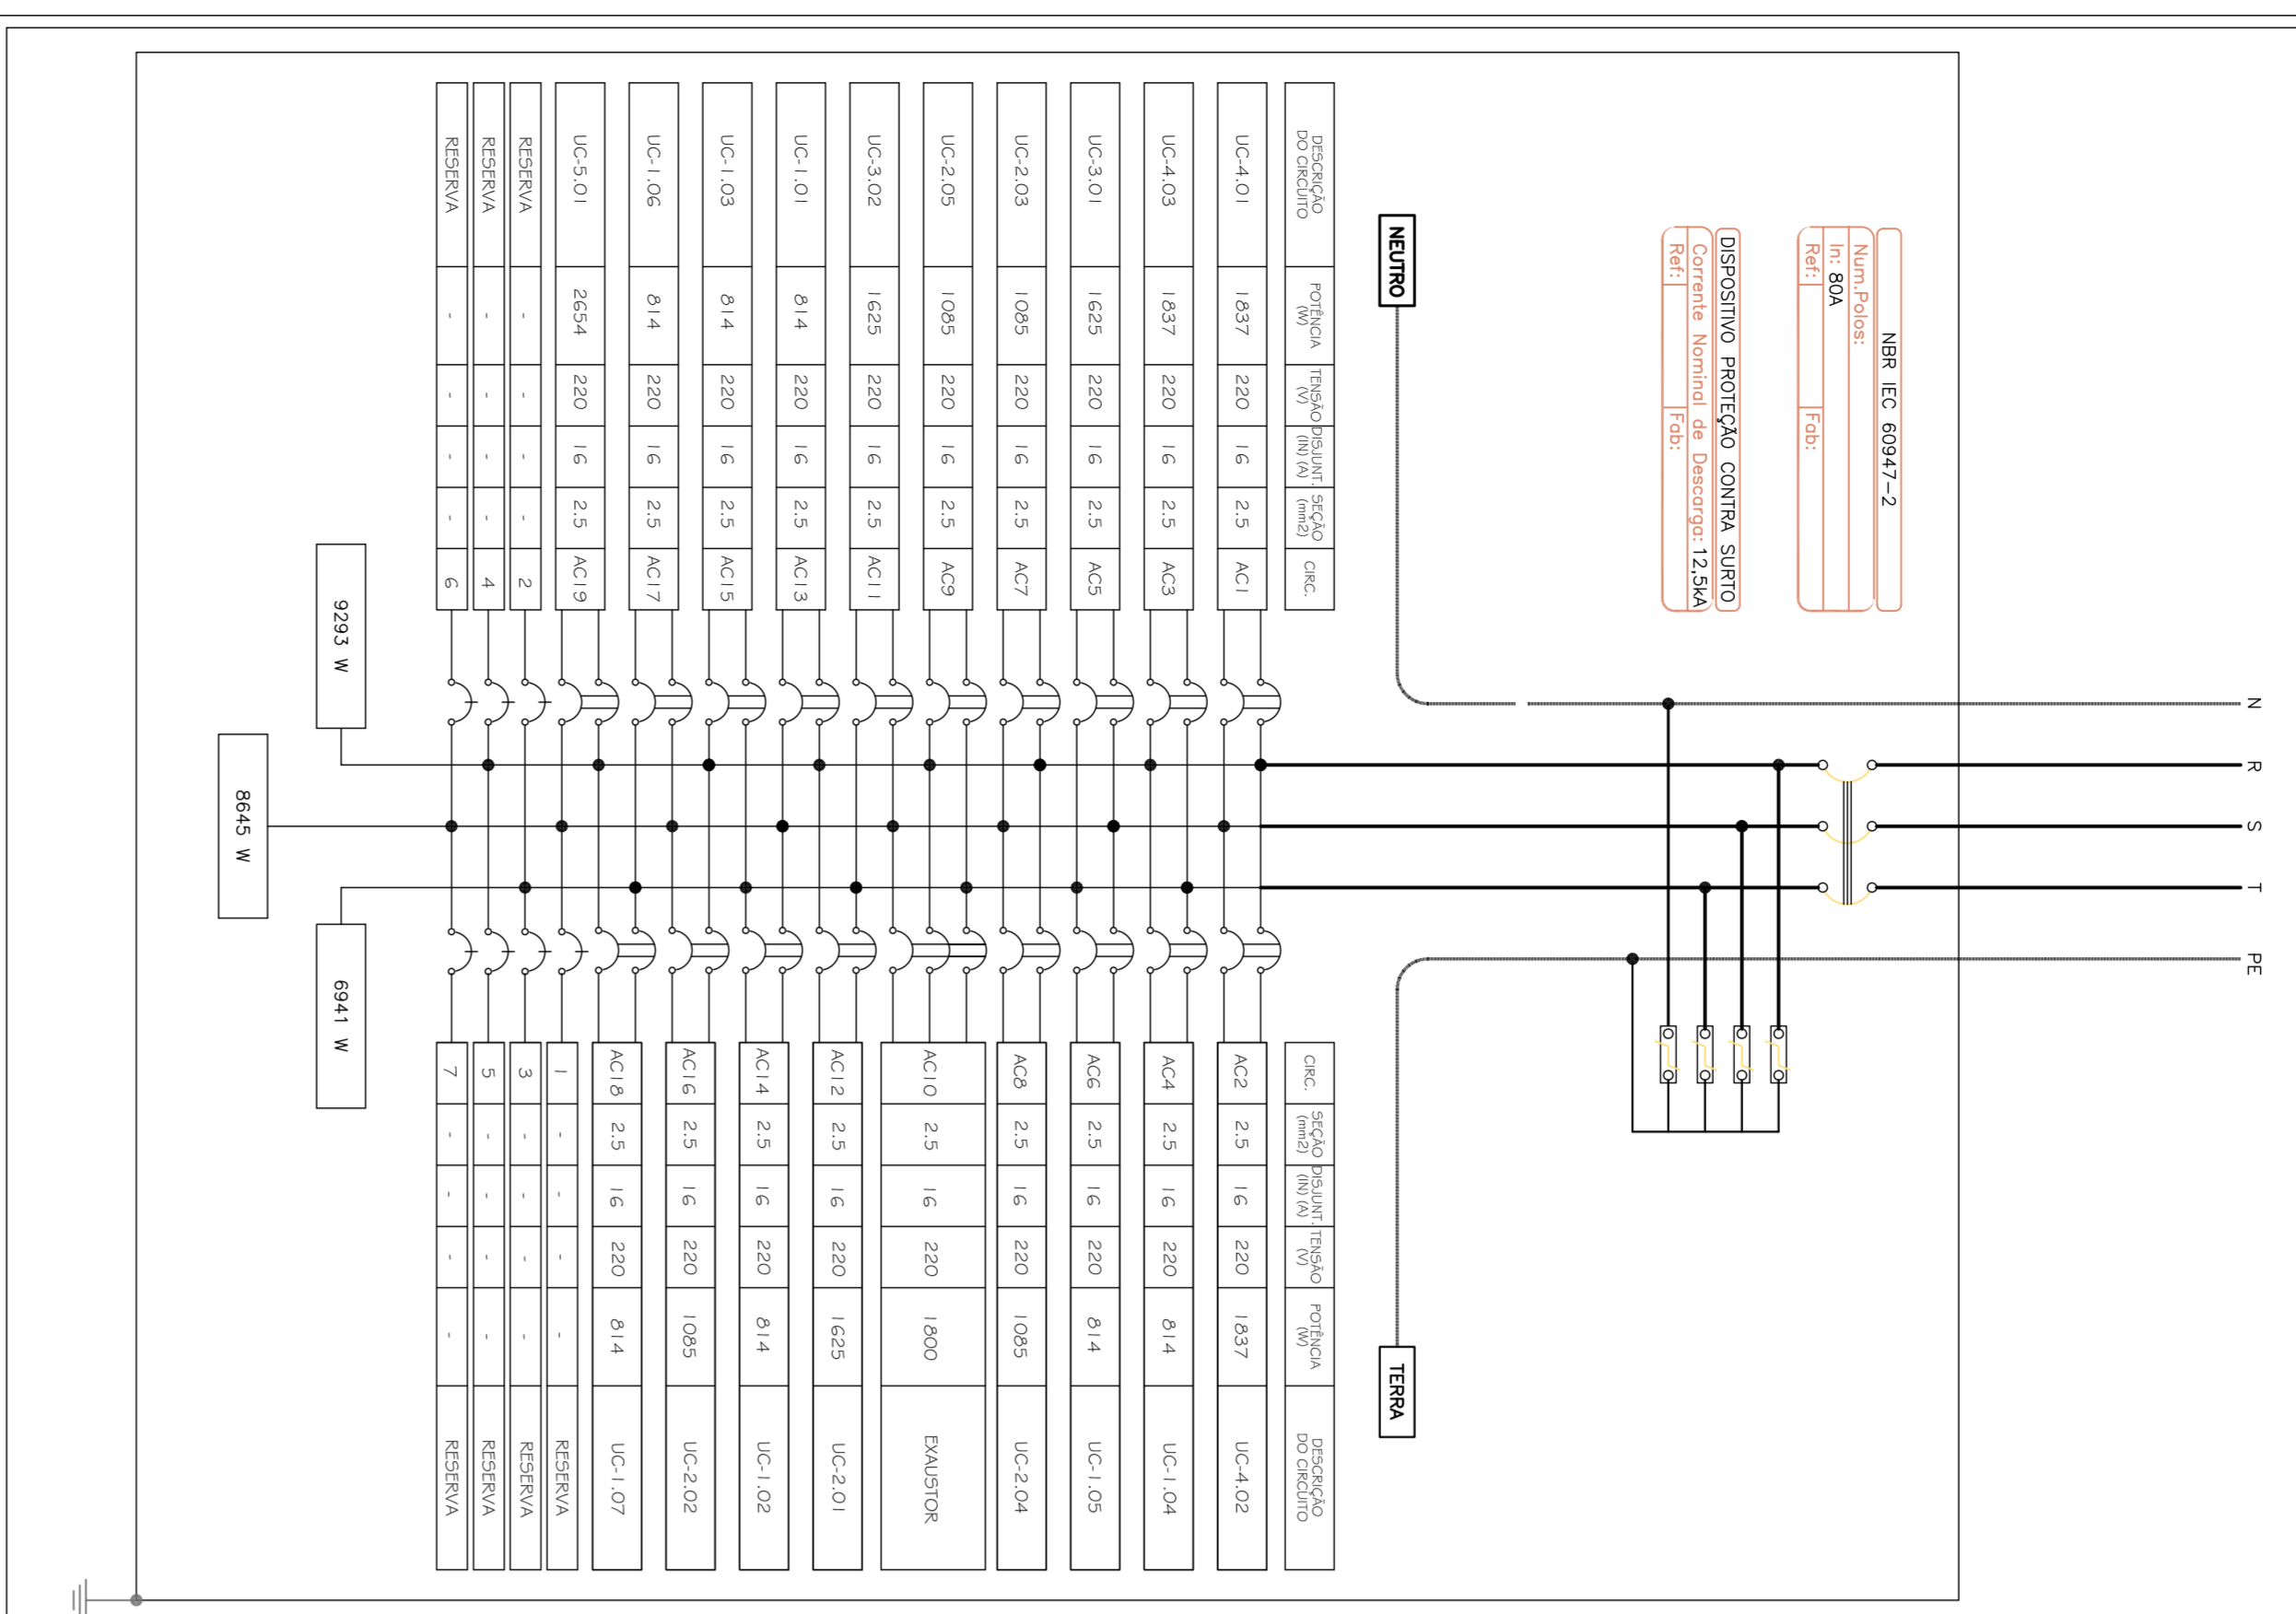 N
R
S
T
PE
NBR IEC 60947-2
Num.Polos:
In: 80A
Ref:
Fab:
DISPOSITIVO PROTEÇÃO CONTRA SURTO
Corrente Nominal de Descarga: 12,5kA
Ref:
Fab:
NEUTRO
TERRA
DESCRIÇÃO DO CIRCUITO
POTÊNCIA (W)
TENSÃO (V)
DISJUNT. (IN) (A)
SEÇÃO (mm2)
CIRC.
CIRC.
SEÇÃO (mm2)
DISJUNT. (IN) (A)
TENSÃO (V)
POTÊNCIA (W)
DESCRIÇÃO DO CIRCUITO
UC-4.01 1837 220 16 2.5 AC1
AC2 2.5 16 220 1837 UC-4.02
UC-4.03 1837 220 16 2.5 AC3
AC4 2.5 16 220 814 UC-1.04
UC-3.01 1625 220 16 2.5 AC5
AC6 2.5 16 220 814 UC-1.05
UC-2.03 1085 220 16 2.5 AC7
AC8 2.5 16 220 1085 UC-2.04
UC-2.05 1085 220 16 2.5 AC9
AC10 2.5 16 220 1800 EXAUSTOR
UC-3.02 1625 220 16 2.5 AC11
AC12 2.5 16 220 1625 UC-2.01
UC-1.01 814 220 16 2.5 AC13
AC14 2.5 16 220 814 UC-1.02
UC-1.03 814 220 16 2.5 AC15
AC16 2.5 16 220 1085 UC-2.02
UC-1.06 814 220 16 2.5 AC17
AC18 2.5 16 220 814 UC-1.07
UC-5.01 2654 220 16 2.5 AC19
1 - - - - RESERVA
RESERVA - - - - 2
3 - - - - RESERVA
RESERVA - - - - 4
5 - - - - RESERVA
RESERVA - - - - 6
7 - - - - RESERVA
9293 W
6941 W
8645 W